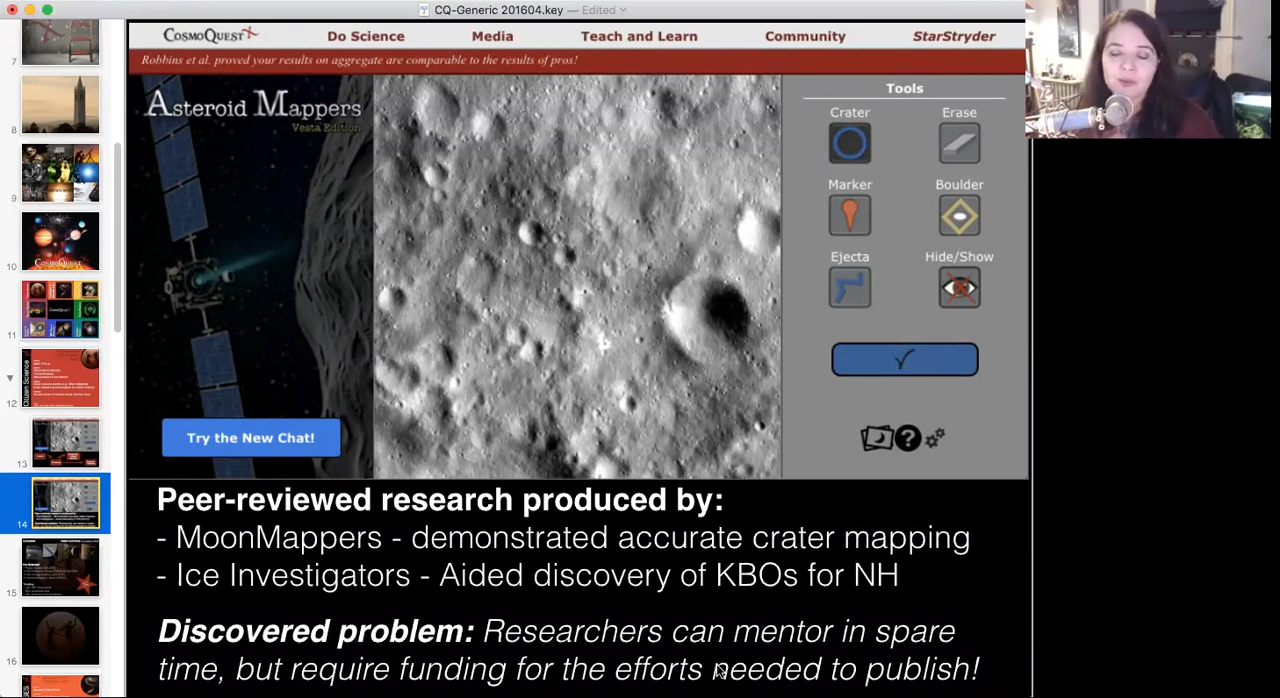 CQ-Generic 201604.key — Edited
COSMOQUEST
Do Science
Media
Teach and Learn
Community
StarStryder
Robbins et al. proved your results on aggregate are comparable to the results of pros!
Asteroid Mappers
Vesta Edition
Tools
Crater
Erase
Marker
Boulder
Ejecta
Hide/Show
Try the New Chat!
Peer-reviewed research produced by:
- MoonMappers - demonstrated accurate crater mapping
- Ice Investigators - Aided discovery of KBOs for NH
Discovered problem: Researchers can mentor in spare
time, but require funding for the efforts needed to publish!
7
8
9
10
COSMOQUEST
11
12
Citizen Science
13
14
15
16